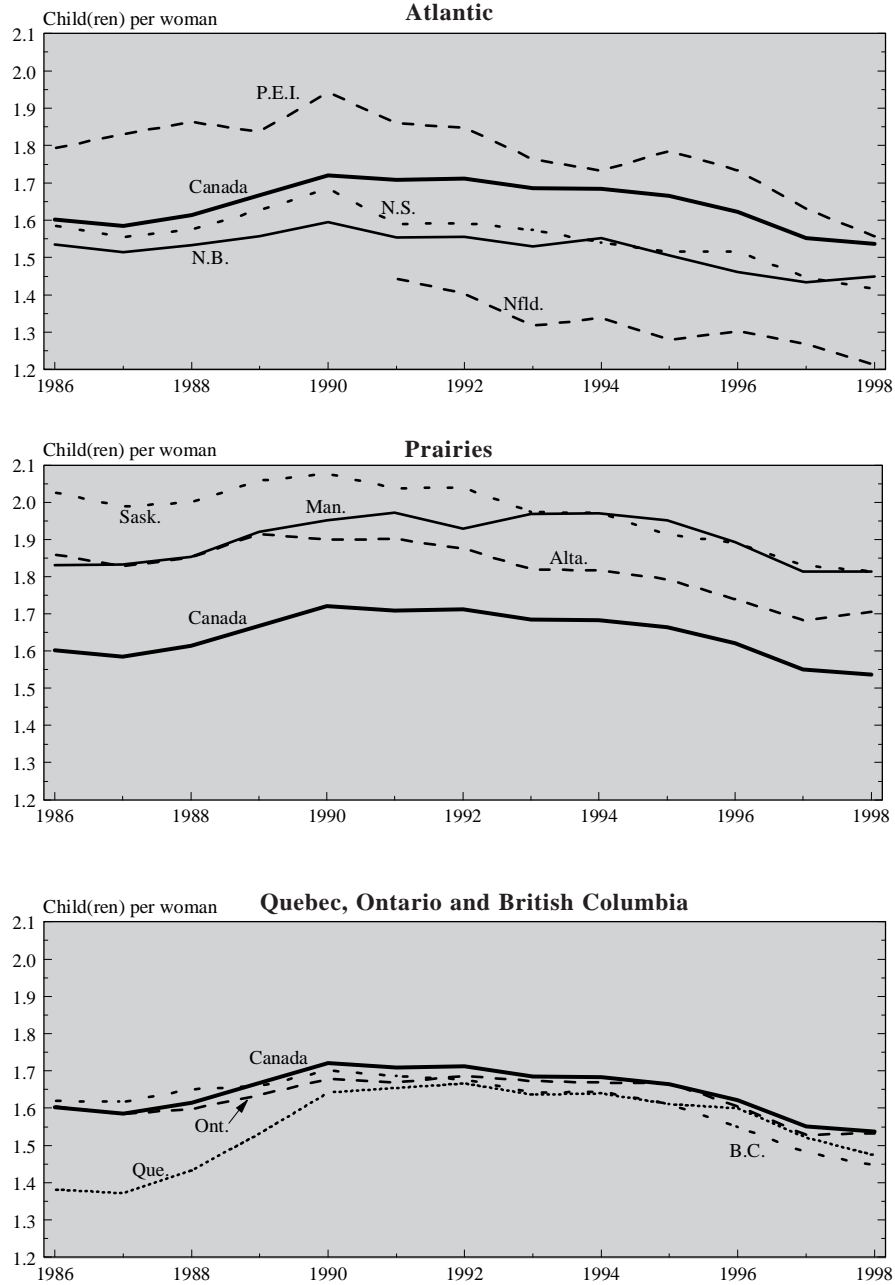 Atlantic
Child(ren) per woman
2.1
2.0
1.9
1.8
1.7
1.6
1.5
1.4
1.3
1.2
P.E.I.
Canada
N.S.
N.B.
Nfld.
1986 1988 1990 1992 1994 1996 1998
Prairies
Child(ren) per woman
2.1
2.0
1.9
1.8
1.7
1.6
1.5
1.4
1.3
1.2
Sask.
Man.
Alta.
Canada
1986 1988 1990 1992 1994 1996 1998
Quebec, Ontario and British Columbia
Child(ren) per woman
2.1
2.0
1.9
1.8
1.7
1.6
1.5
1.4
1.3
1.2
Canada
Ont.
Que.
B.C.
1986 1988 1990 1992 1994 1996 1998